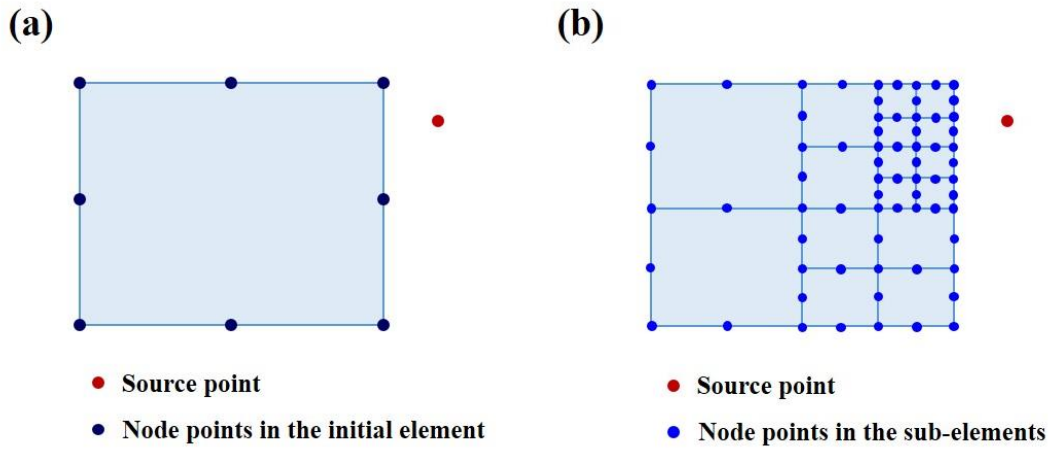 (a)
Source point
Node points in the initial element
(b)
Source point
Node points in the sub-elements